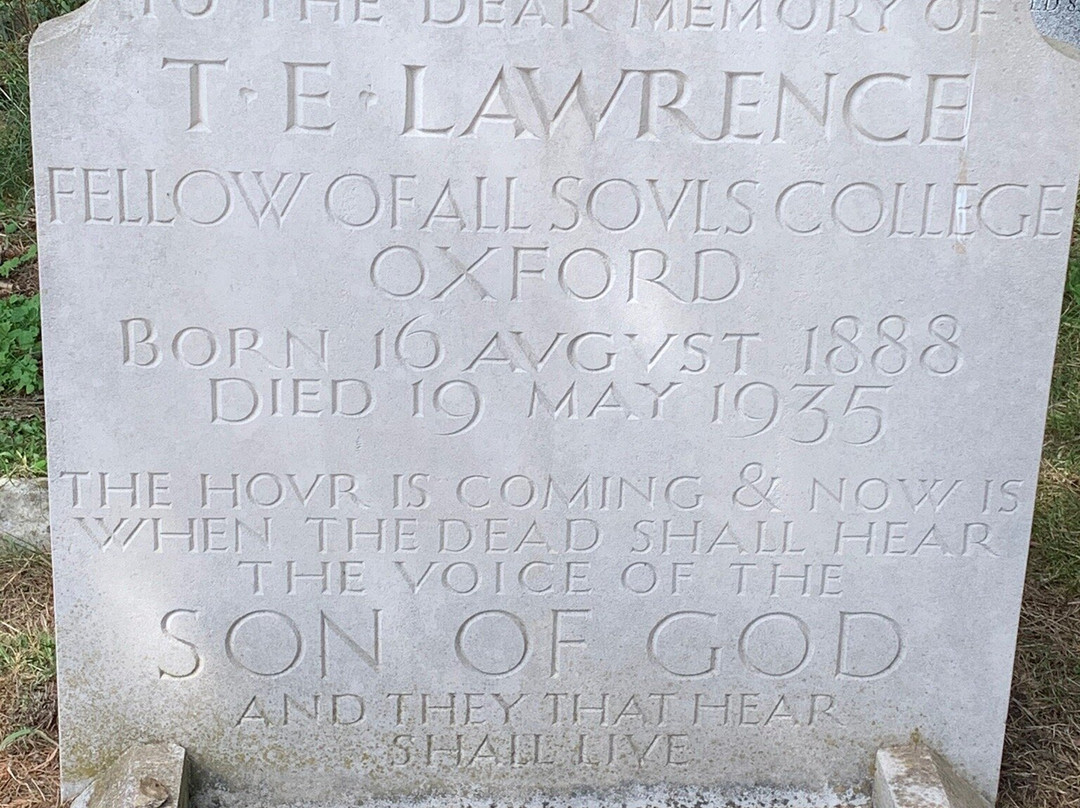 TO THE DEAR MEMORY OF
T·E·LAWRENCE
FELLOW OF ALL SOVLS COLLEGE
OXFORD
BORN 16 AVGVST 1888
DIED 19 MAY 1935
THE HOVR IS COMING & NOW IS
WHEN THE DEAD SHALL HEAR
THE VOICE OF THE
SON OF GOD
AND THEY THAT HEAR
SHALL LIVE